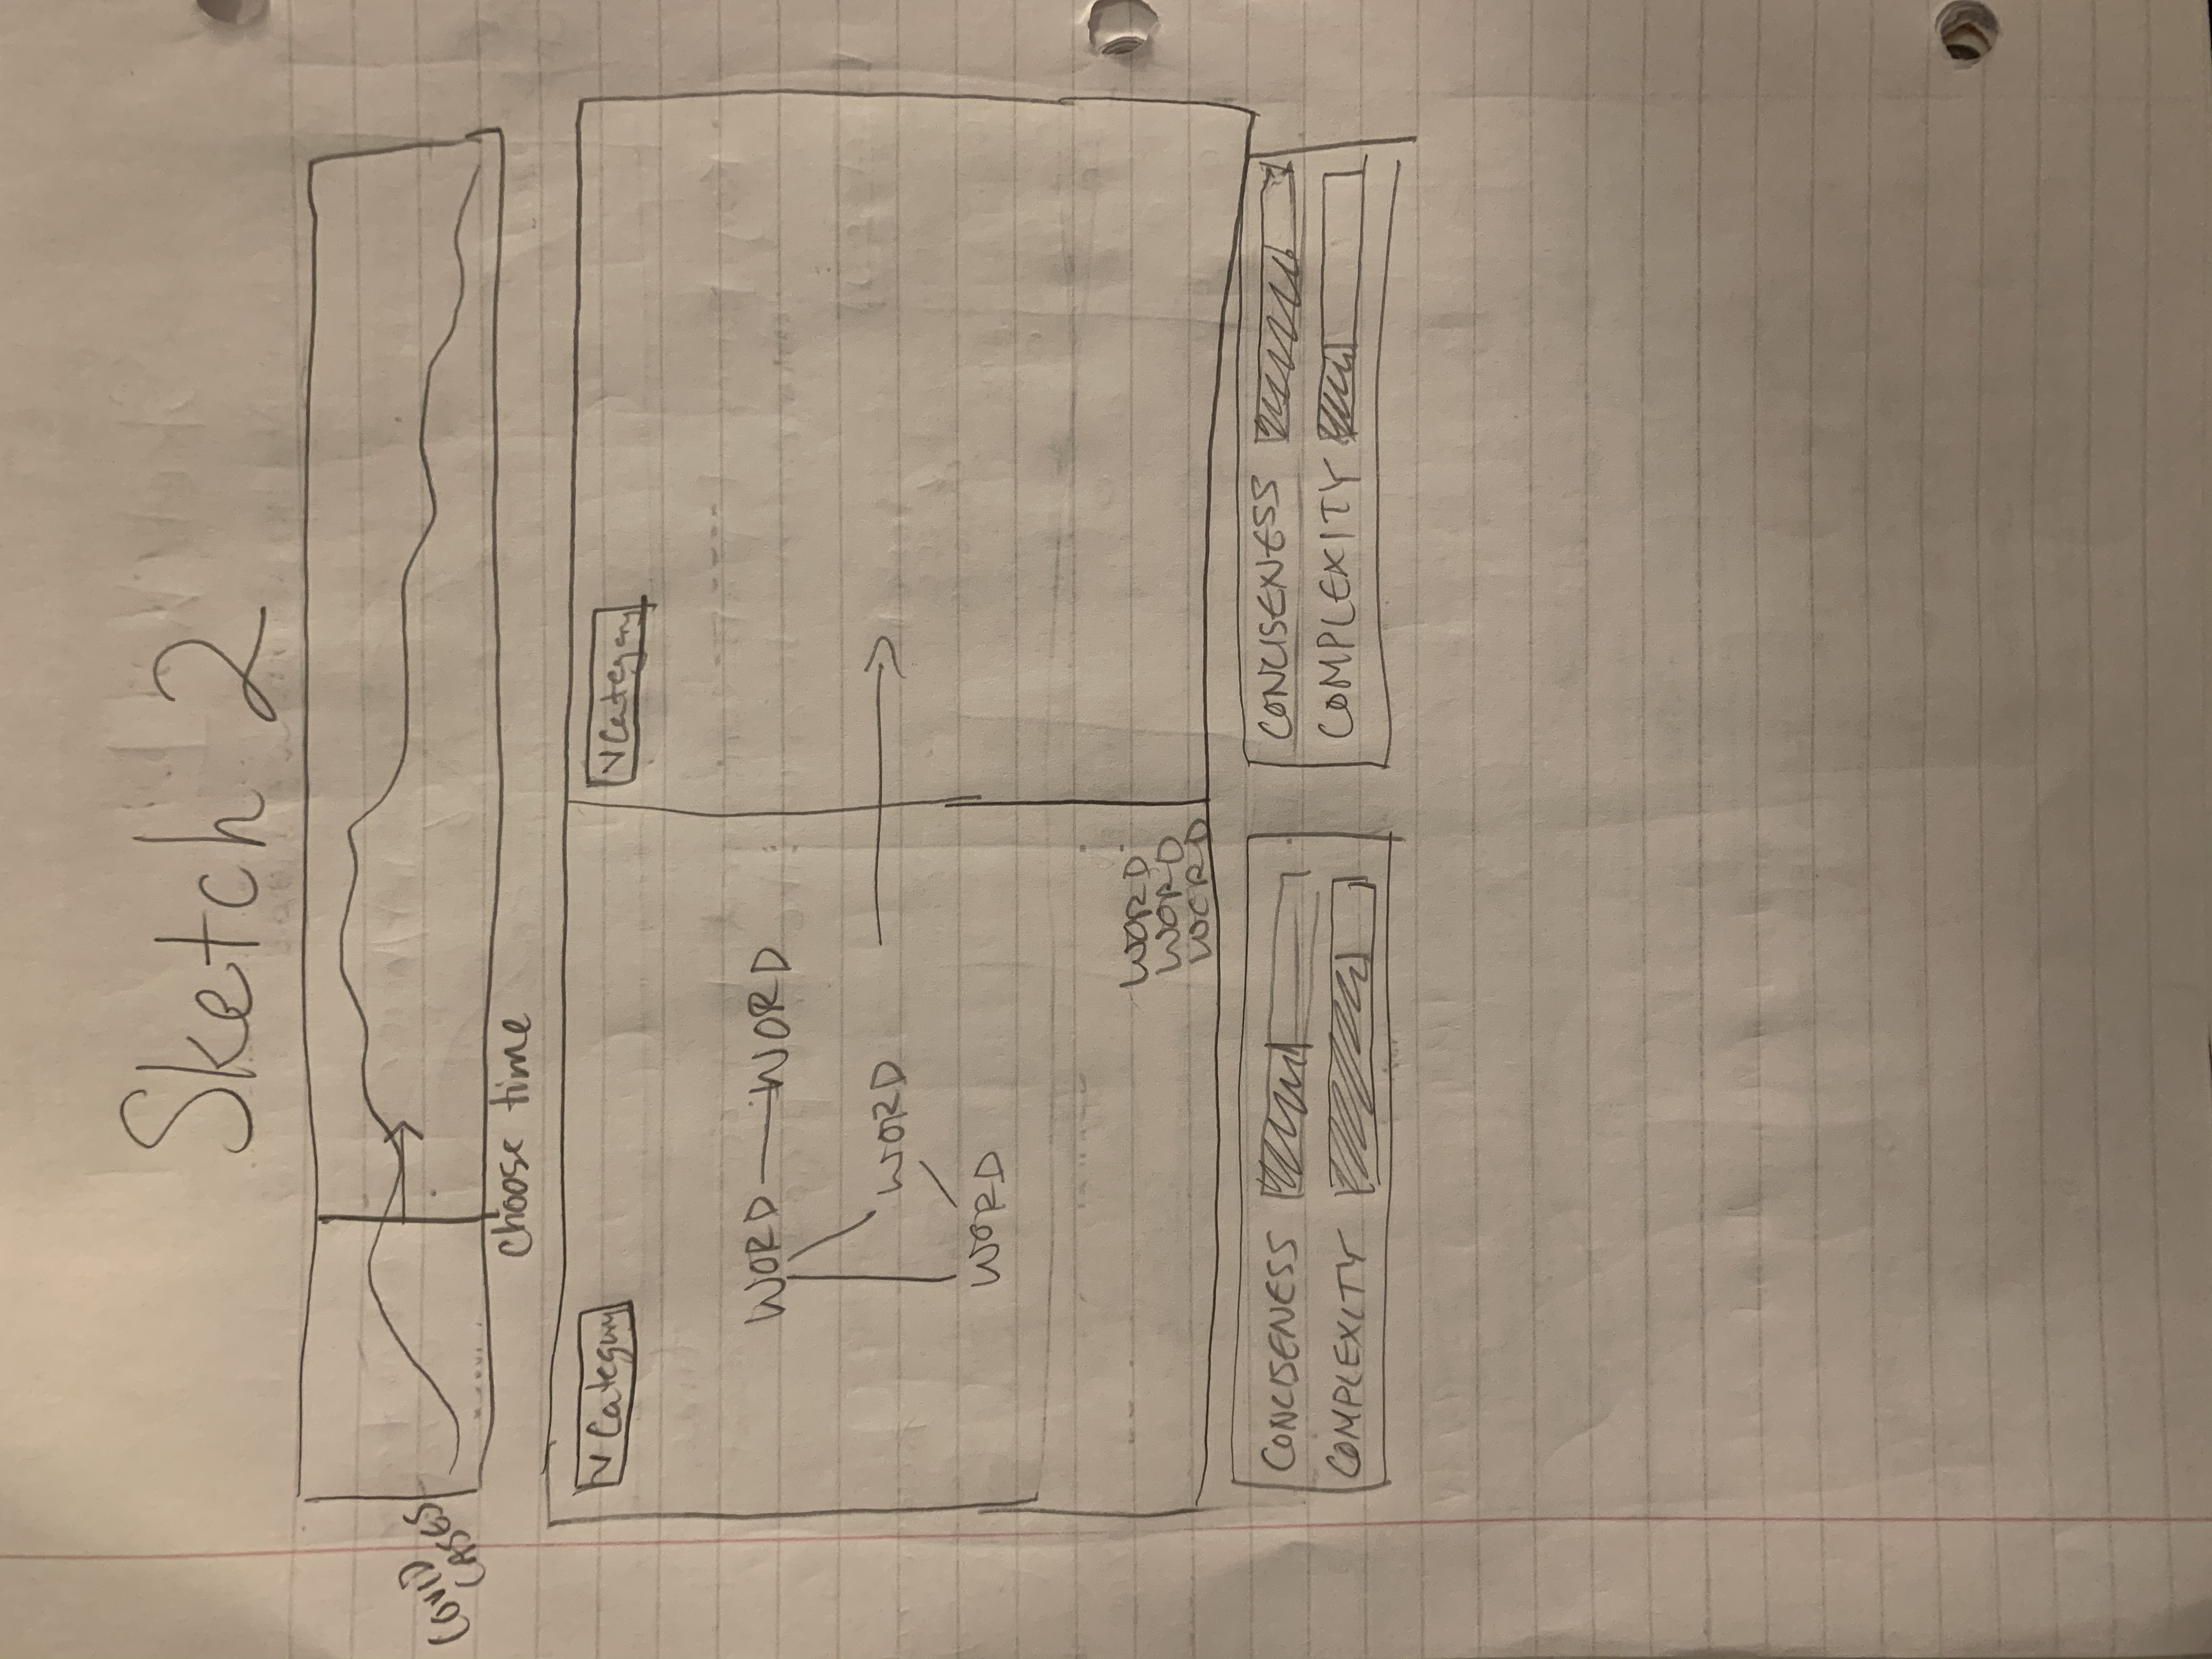 Sketch 2
COVID
CASES
choose time
V Category
V Category
WORD WORD
WORD
WORD
WORD
WORD
WORD
CONCISENESS
COMPLEXITY
CONCISENESS
COMPLEXITY